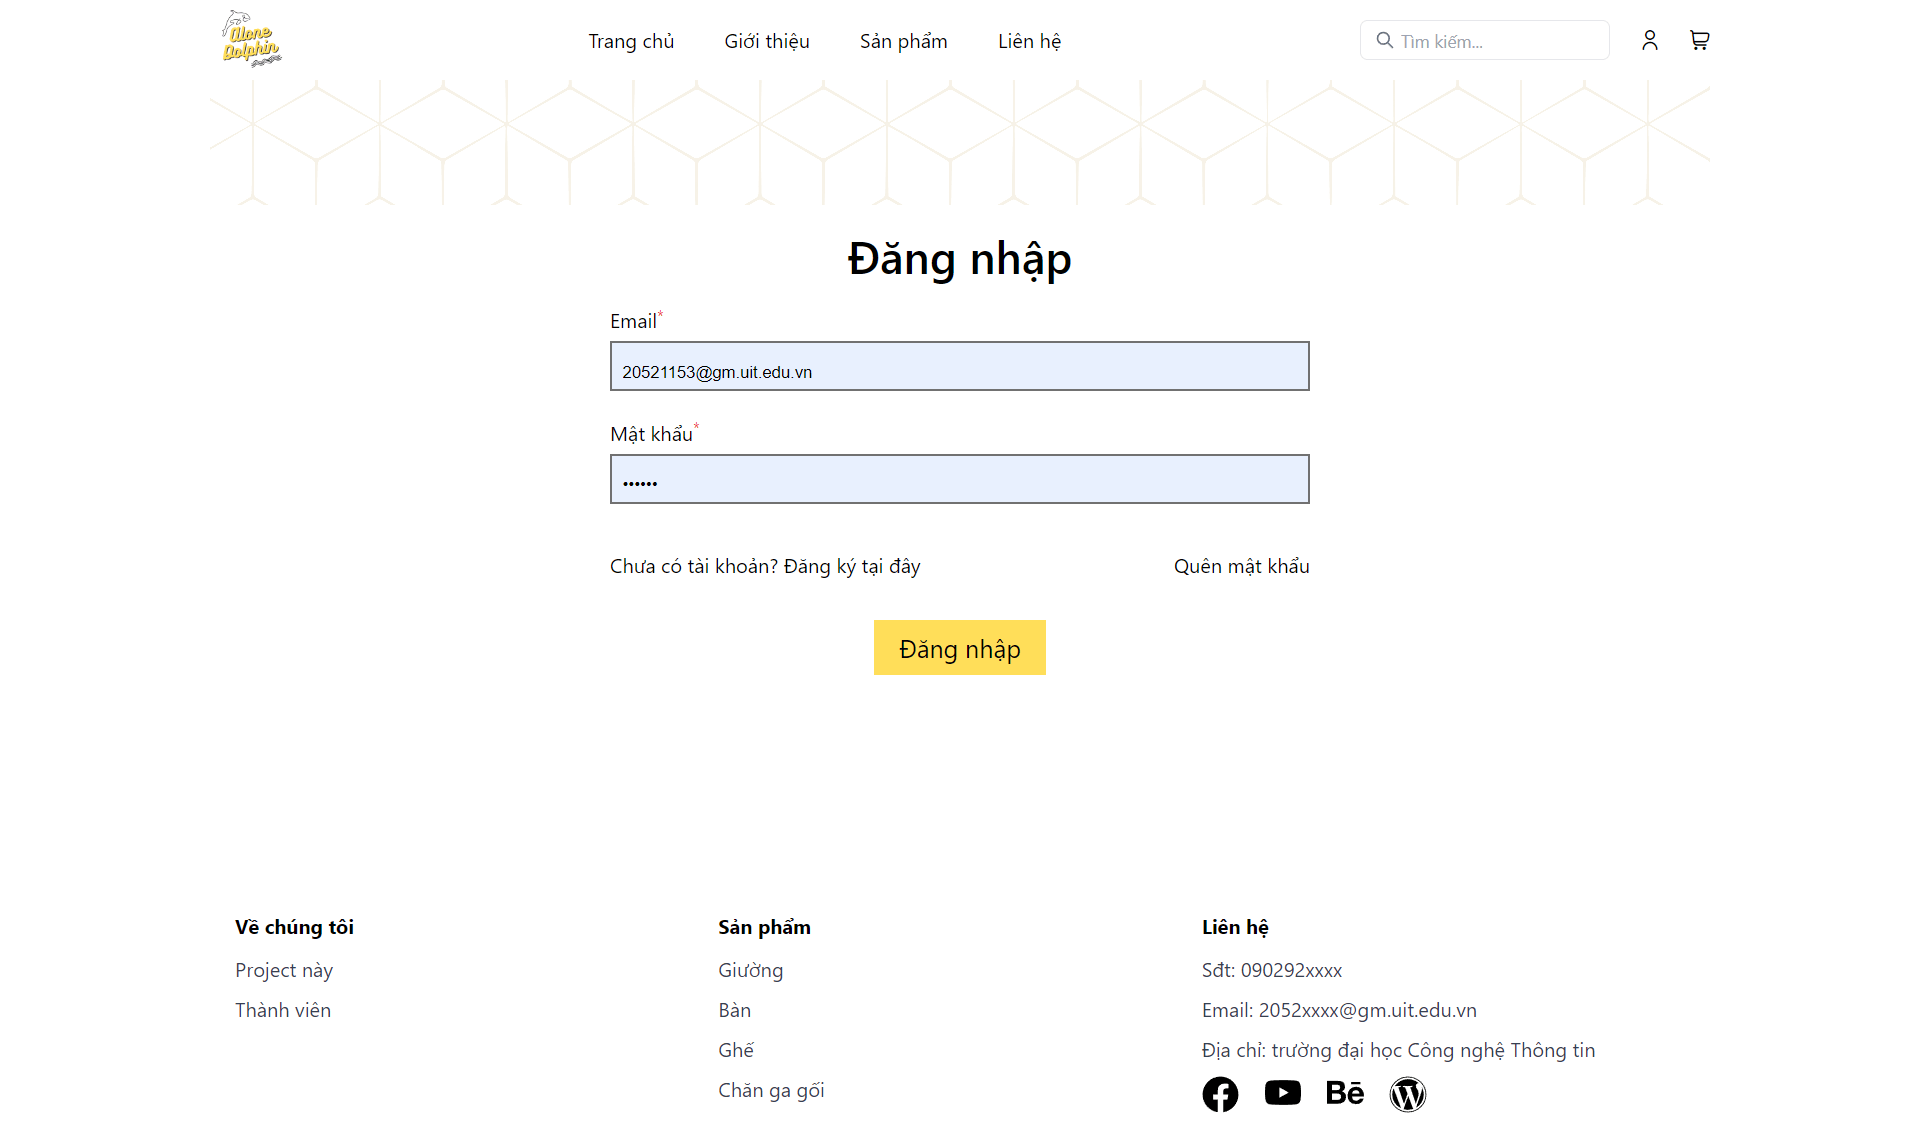 Alone
Dolphin
Trang chủ
Giới thiệu
Sản phẩm
Liên hệ
Tìm kiếm...
Đăng nhập
Email*
20521153@gm.uit.edu.vn
Mật khẩu*
••••••
Chưa có tài khoản? Đăng ký tại đây
Quên mật khẩu
Đăng nhập
Về chúng tôi
Project này
Thành viên
Sản phẩm
Giường
Bàn
Ghế
Chăn ga gối
Liên hệ
Sđt: 090292xxxx
Email: 2052xxxx@gm.uit.edu.vn
Địa chỉ: trường đại học Công nghệ Thông tin
Bē